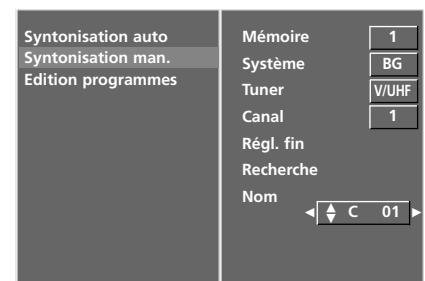 Syntonisation auto
Syntonisation man.
Edition programmes
Mémoire 1
Système BG
Tuner V/UHF
Canal 1
Régl. fin
Recherche
Nom
C 01